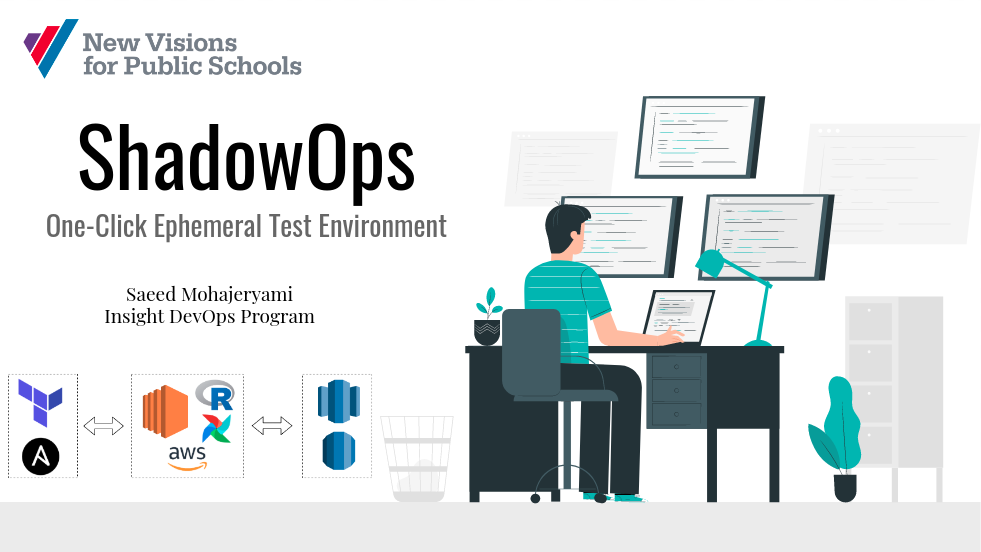 New Visions
for Public Schools
ShadowOps
One-Click Ephemeral Test Environment
Saeed Mohajeryami
Insight DevOps Program
R
A
aws